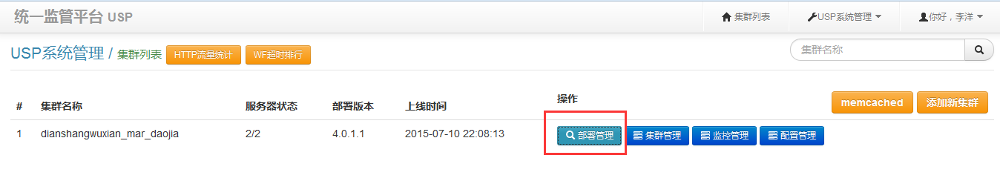 统一监管平台 USP 集群列表 USP系统管理 你好，李洋
USP系统管理 / 集群列表 HTTP流量统计 WF超时排行 集群名称
# 集群名称 服务器状态 部署版本 上线时间 操作 memcached 添加新集群
1 dianshangwuxian_mar_daojia 2/2 4.0.1.1 2015-07-10 22:08:13 部署管理 集群管理 监控管理 配置管理